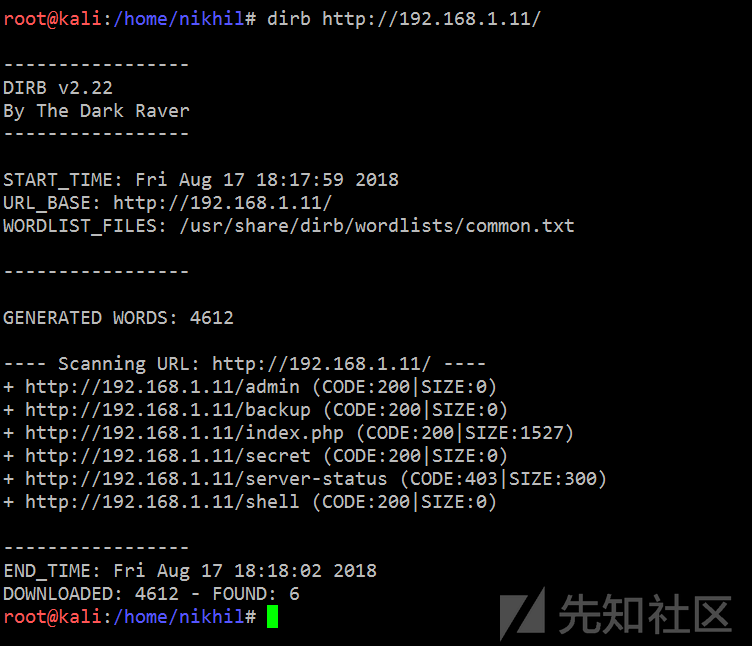 root@kali:/home/nikhil# dirb http://192.168.1.11/
-----------------
DIRB v2.22
By The Dark Raver
-----------------
START_TIME: Fri Aug 17 18:17:59 2018
URL_BASE: http://192.168.1.11/
WORDLIST_FILES: /usr/share/dirb/wordlists/common.txt
-----------------
GENERATED WORDS: 4612
---- Scanning URL: http://192.168.1.11/ ----
+ http://192.168.1.11/admin (CODE:200|SIZE:0)
+ http://192.168.1.11/backup (CODE:200|SIZE:0)
+ http://192.168.1.11/index.php (CODE:200|SIZE:1527)
+ http://192.168.1.11/secret (CODE:200|SIZE:0)
+ http://192.168.1.11/server-status (CODE:403|SIZE:300)
+ http://192.168.1.11/shell (CODE:200|SIZE:0)
-----------------
END_TIME: Fri Aug 17 18:18:02 2018
DOWNLOADED: 4612 - FOUND: 6
root@kali:/home/nikhil#
先知社区